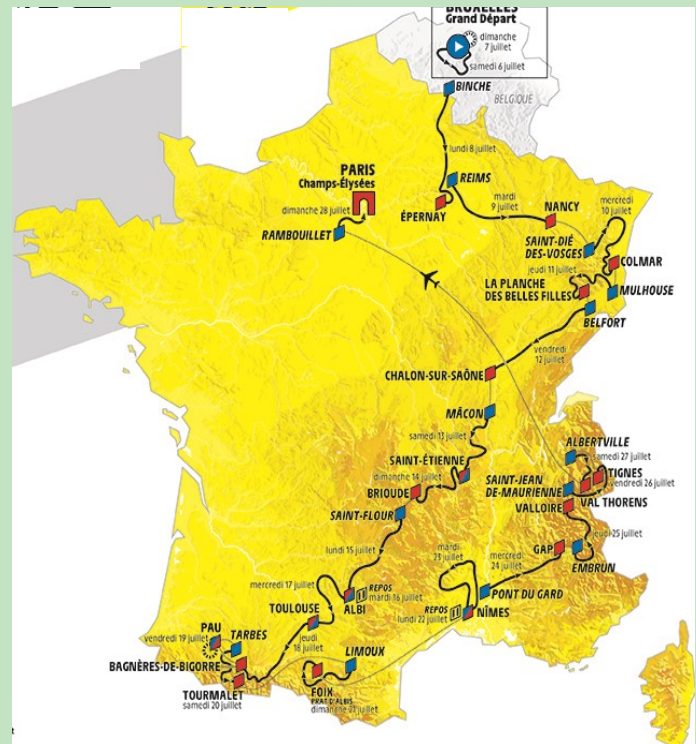 BRUXELLES
Grand Départ
dimanche
7 juillet
samedi 6 juillet
BINCHE
BELGIQUE
lundi 8 juillet
REIMS
PARIS
Champs-Élysées
dimanche 28 juillet
RAMBOUILLET
ÉPERNAY
mardi
9 juillet
NANCY
mercredi
10 juillet
SAINT-DIÉ
DES-VOSGES
COLMAR
jeudi 11 juillet
LA PLANCHE
DES BELLES FILLES
MULHOUSE
BELFORT
vendredi
12 juillet
CHALON-SUR-SAÔNE
MÂCON
samedi 13 juillet
ALBERTVILLE
samedi 27 juillet
SAINT-ÉTIENNE
dimanche 14 juillet
TIGNES
vendredi 26 juillet
BRIOUDE
SAINT-JEAN
DE-MAURIENNE
VAL THORENS
VALLOIRE
SAINT-FLOUR
jeudi 25 juillet
lundi 15 juillet
mardi
23 juillet
mercredi
24 juillet
GAP
EMBRUN
mercredi 17 juillet
REPOS
mardi 16 juillet
ALBI
PONT DU GARD
REPOS
lundi 22 juillet
NÎMES
TOULOUSE
PAU
vendredi 19 juillet
TARBES
jeudi
18 juillet
BAGNÈRES-DE-BIGORRE
LIMOUX
TOURMALET
samedi 20 juillet
FOIX
PRAT D'ALBIS
dimanche 21 juillet